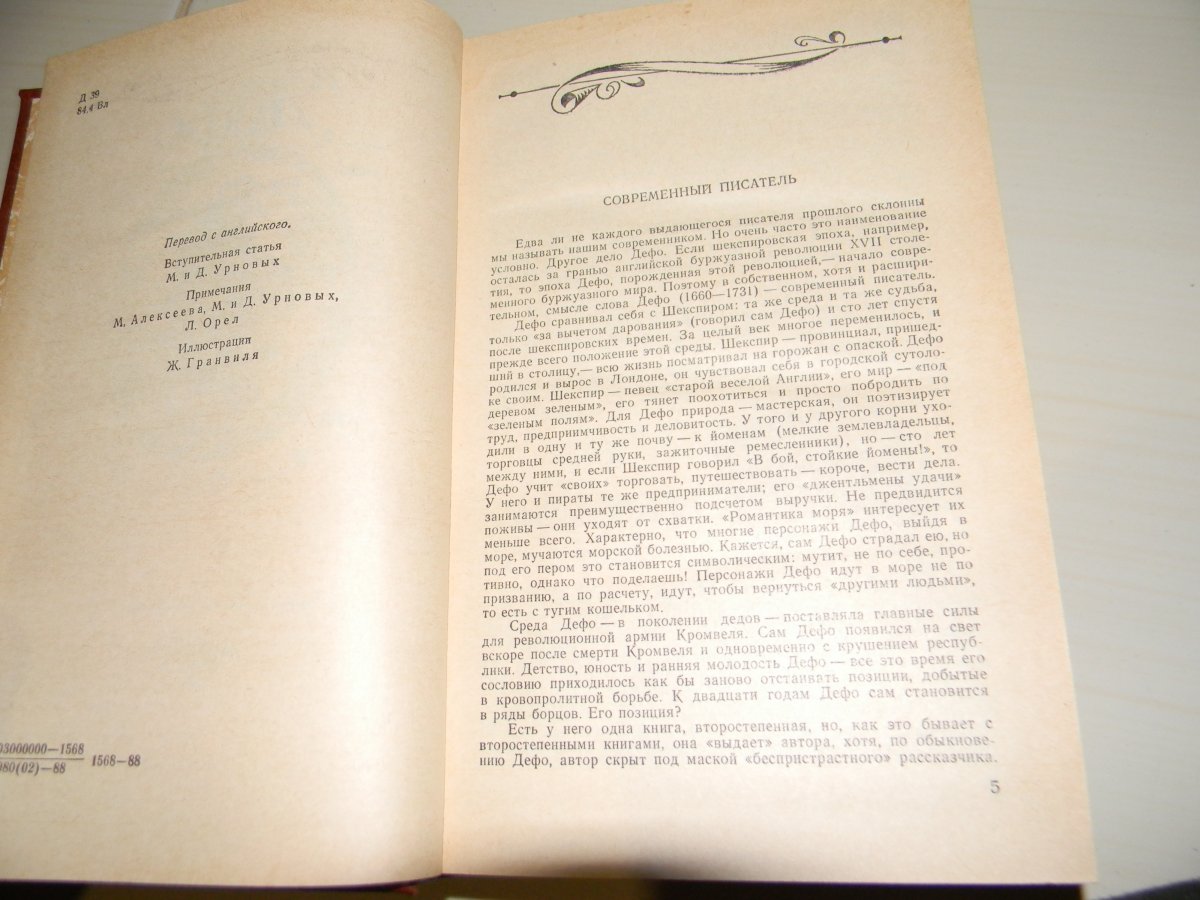 Д 39
84.4 Вл
Перевод с английского.
Вступительная статья
М. и Д. Урновых
Примечания
М. Алексеева, М. и Д. Урновых,
Л. Орел
Иллюстрации
Ж. Гранвиля
03000000—1568
080(02)—88
1568—88
СОВРЕМЕННЫЙ ПИСАТЕЛЬ
Едва ли не каждого выдающегося писателя прошлого склонны
мы называть нашим современником. Но очень часто это наименование
условно. Другое дело Дефо. Если шекспировская эпоха, например,
осталась за гранью английской буржуазной революции XVII столе-
тия, то эпоха Дефо, порожденная этой революцией,— начало совре-
менного буржуазного мира. Поэтому в собственном, хотя и расшири-
тельном, смысле слова Дефо (1660—1731) — современный писатель.
Дефо сравнивал себя с Шекспиром: та же среда и та же судьба,
только «за вычетом дарования» (говорил сам Дефо) и сто лет спустя
после шекспировских времен. За целый век многое переменилось, и
прежде всего положение этой среды. Шекспир — провинциал, пришед-
ший в столицу,— всю жизнь посматривал на горожан с опаской. Дефо
родился и вырос в Лондоне, он чувствовал себя в городской сутоло-
ке своим. Шекспир — певец «старой веселой Англии», его мир — «под
деревом зеленым», его тянет поохотиться и просто побродить по
«зеленым полям». Для Дефо природа — мастерская, он поэтизирует
труд, предприимчивость и деловитость. У того и у другого корни ухо-
дили в одну и ту же почву — к йоменам (мелкие землевладельцы,
торговцы средней руки, зажиточные ремесленники), но — сто лет
между ними, и если Шекспир говорил «В бой, стойкие йомены!», то
Дефо учит «своих» торговать, путешествовать — короче, вести дела.
У него и пираты те же предприниматели; его «джентльмены удачи»
занимаются преимущественно подсчетом выручки. Не предвидится
поживы — они уходят от схватки. «Романтика моря» интересует их
меньше всего. Характерно, что многие персонажи Дефо, выйдя в
море, мучаются морской болезнью. Кажется, сам Дефо страдал ею, но
под его пером это становится символическим: мутит, не по себе, про-
тивно, однако что поделаешь! Персонажи Дефо идут в море не по
призванию, а по расчету, идут, чтобы вернуться «другими людьми»,
то есть с тугим кошельком.
Среда Дефо — в поколении дедов — поставляла главные силы
для революционной армии Кромвеля. Сам Дефо появился на свет
вскоре после смерти Кромвеля и одновременно с крушением респуб-
лики. Детство, юность и ранняя молодость Дефо — все это время его
сословию приходилось как бы заново отстаивать позиции, добытые
в кровопролитной борьбе. К двадцати годам Дефо сам становится
в ряды борцов. Его позиция?
Есть у него одна книга, второстепенная, но, как это бывает с
второстепенными книгами, она «выдает» автора, хотя, по обыкнове-
нию Дефо, автор скрыт под маской «беспристрастного» рассказчика.
5